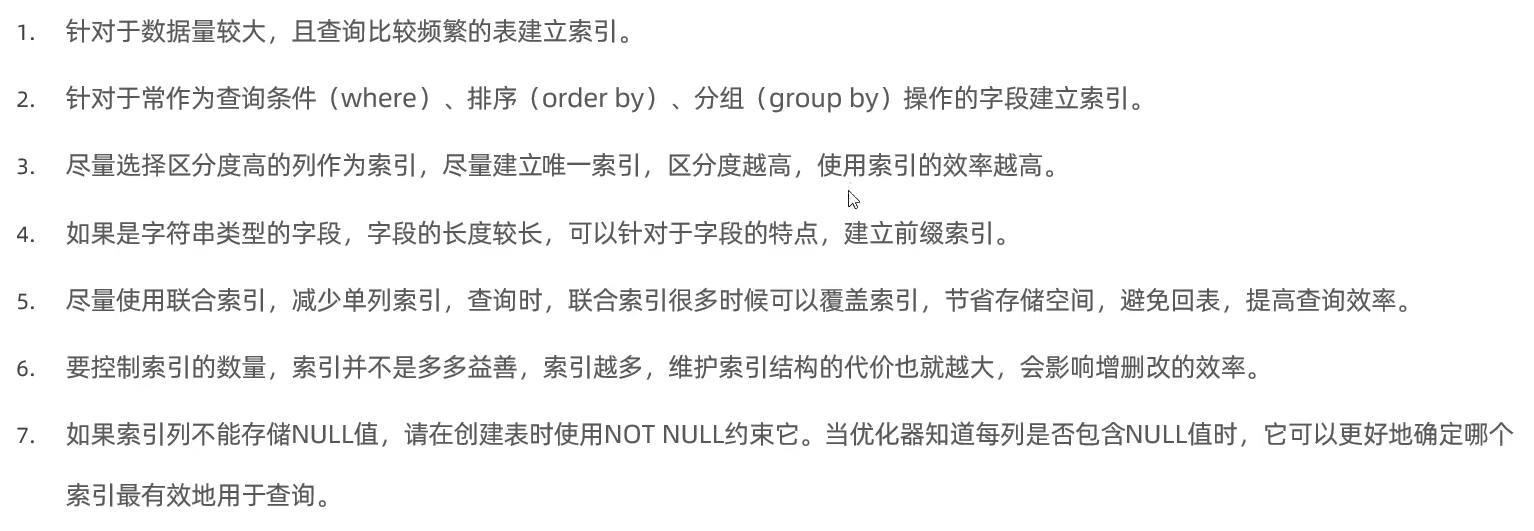 1. 针对于数据量较大，且查询比较频繁的表建立索引。
2. 针对于常作为查询条件（where）、排序（order by）、分组（group by）操作的字段建立索引。
3. 尽量选择区分度高的列作为索引，尽量建立唯一索引，区分度越高，使用索引的效率越高。
4. 如果是字符串类型的字段，字段的长度较长，可以针对于字段的特点，建立前缀索引。
5. 尽量使用联合索引，减少单列索引，查询时，联合索引很多时候可以覆盖索引，节省存储空间，避免回表，提高查询效率。
6. 要控制索引的数量，索引并不是多多益善，索引越多，维护索引结构的代价也就越大，会影响增删改的效率。
7. 如果索引列不能存储NULL值，请在创建表时使用NOT NULL约束它。当优化器知道每列是否包含NULL值时，它可以更好地确定哪个
索引最有效地用于查询。